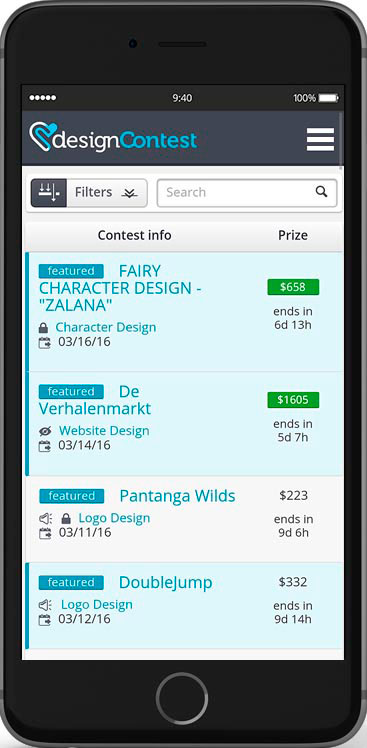 9:40
100%
designContest
Filters
Search
Contest info
Prize
featured FAIRY
CHARACTER DESIGN -
"ZALANA"
Character Design
03/16/16
$658
ends in
6d 13h
featured De
Verhalenmarkt
Website Design
03/14/16
$1605
ends in
5d 7h
featured Pantanga Wilds
Logo Design
03/11/16
$223
ends in
9d 6h
featured DoubleJump
Logo Design
03/12/16
$332
ends in
9d 14h